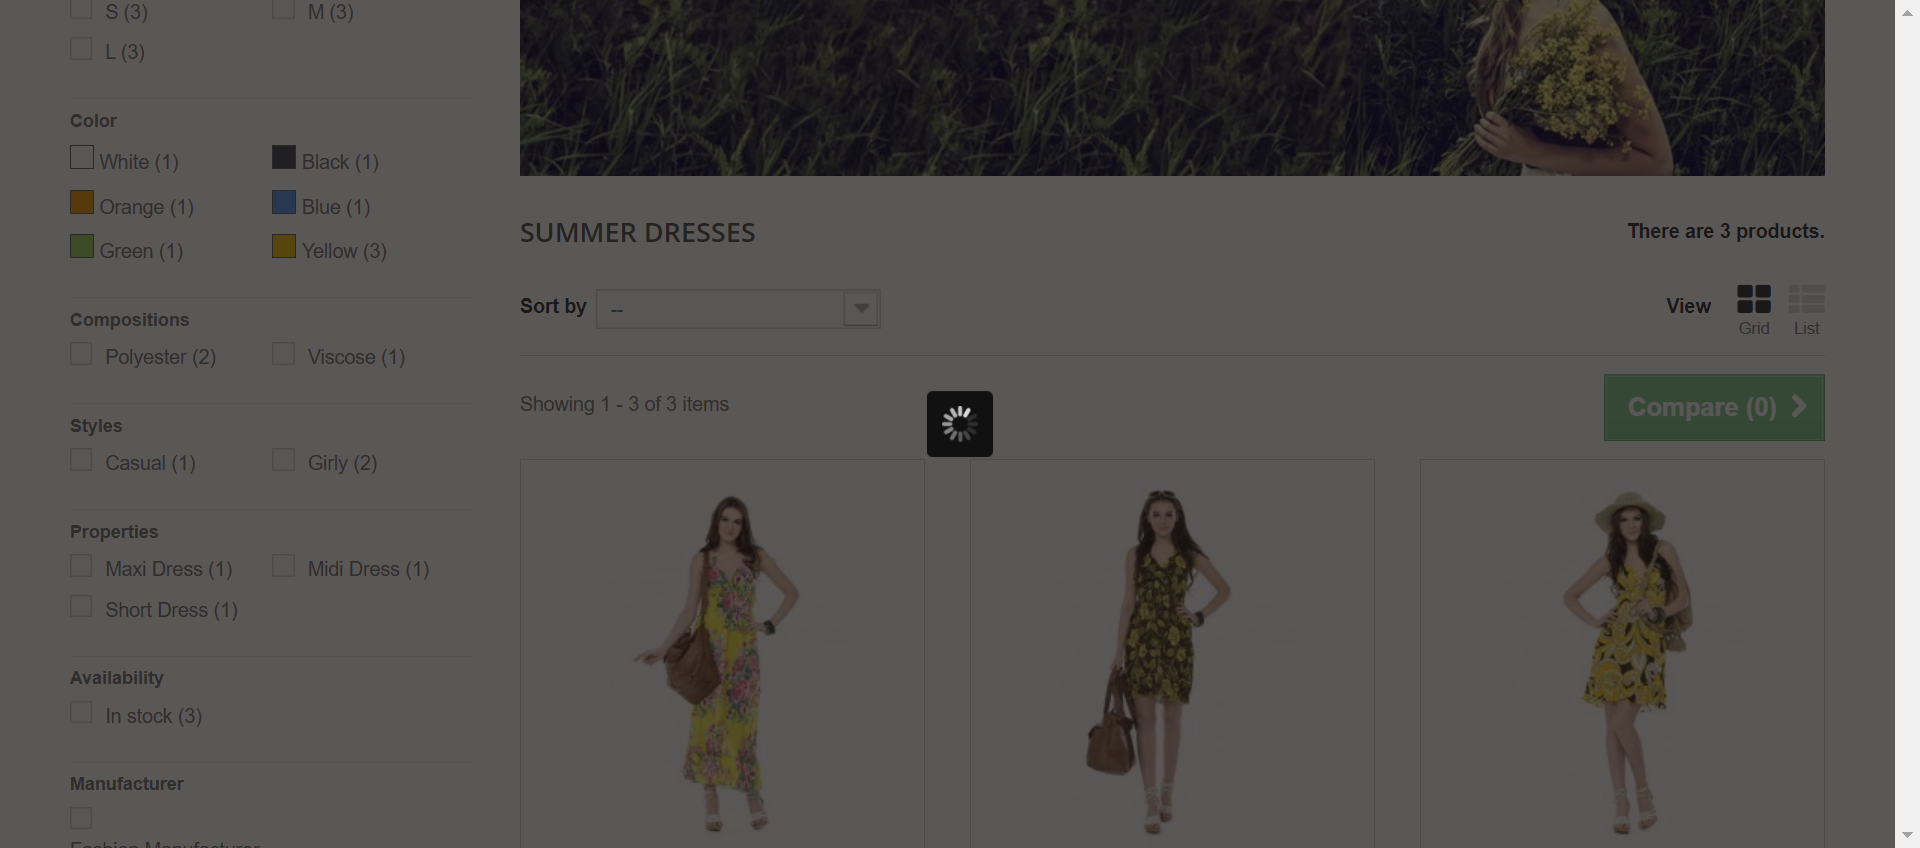 S (3)
M (3)
L (3)
Color
White (1)
Black (1)
Orange (1)
Blue (1)
Green (1)
Yellow (3)
Compositions
Polyester (2)
Viscose (1)
Styles
Casual (1)
Girly (2)
Properties
Maxi Dress (1)
Midi Dress (1)
Short Dress (1)
Availability
In stock (3)
Manufacturer
Fashion Manufacturer
SUMMER DRESSES
There are 3 products.
Sort by
--
View
Grid
List
Showing 1 - 3 of 3 items
Compare (0)